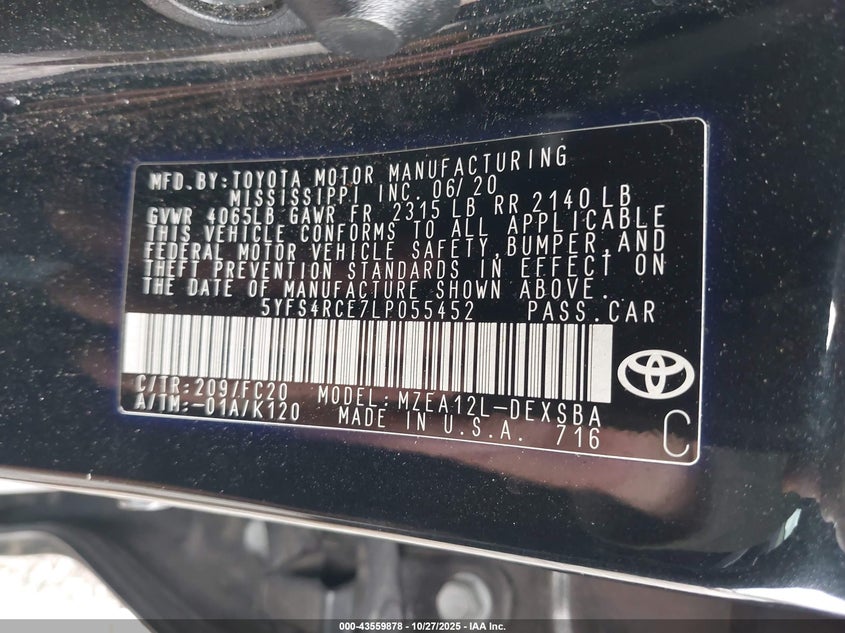 MFD. BY: TOYOTA MOTOR MANUFACTURING
MISSISSIPPI INC. 06/20
GVWR 4065LB GAWR FR 2315 LB RR 2140 LB
THIS VEHICLE CONFORMS TO ALL APPLICABLE
FEDERAL MOTOR VEHICLE SAFETY, BUMPER, AND
THEFT PREVENTION STANDARDS IN EFFECT ON
THE DATE OF MANUFACTURE SHOWN ABOVE.
5YFS4RCE7LP055452 PASS. CAR
C/TR: 209/FC20 MODEL: MZEA12L-DEXSBA
A/TM: -01A/K120 MADE IN U.S.A. 716
C
000-43559878 | 10/27/2025 - IAA Inc.